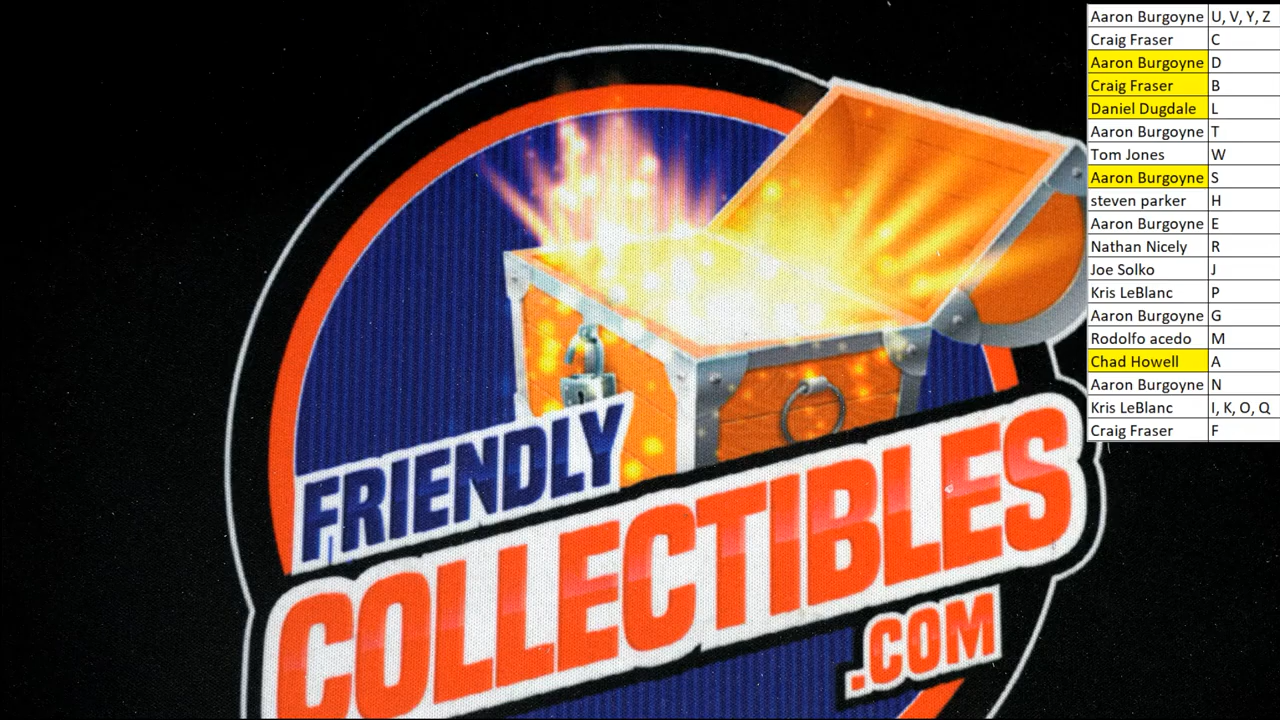 Aaron Burgoyne U, V, Y, Z
Craig Fraser C
Aaron Burgoyne D
Craig Fraser B
Daniel Dugdale L
Aaron Burgoyne T
Tom Jones W
Aaron Burgoyne S
steven parker H
Aaron Burgoyne E
Nathan Nicely R
Joe Solko J
Kris LeBlanc P
Aaron Burgoyne G
Rodolfo acedo M
Chad Howell A
Aaron Burgoyne N
Kris LeBlanc I, K, O, Q
Craig Fraser F
FRIENDLY
COLLECTIBLES
.COM